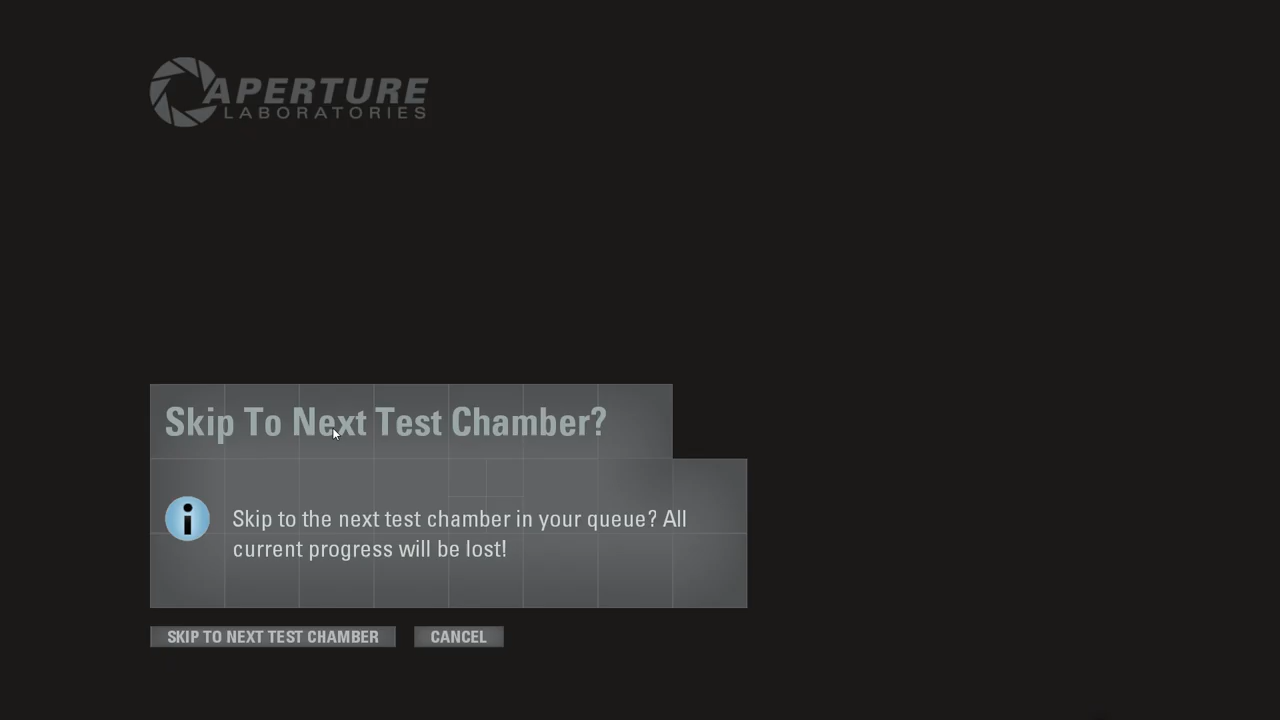 APERTURE
LABORATORIES
Skip To Next Test Chamber?
Skip to the next test chamber in your queue? All
current progress will be lost!
SKIP TO NEXT TEST CHAMBER CANCEL